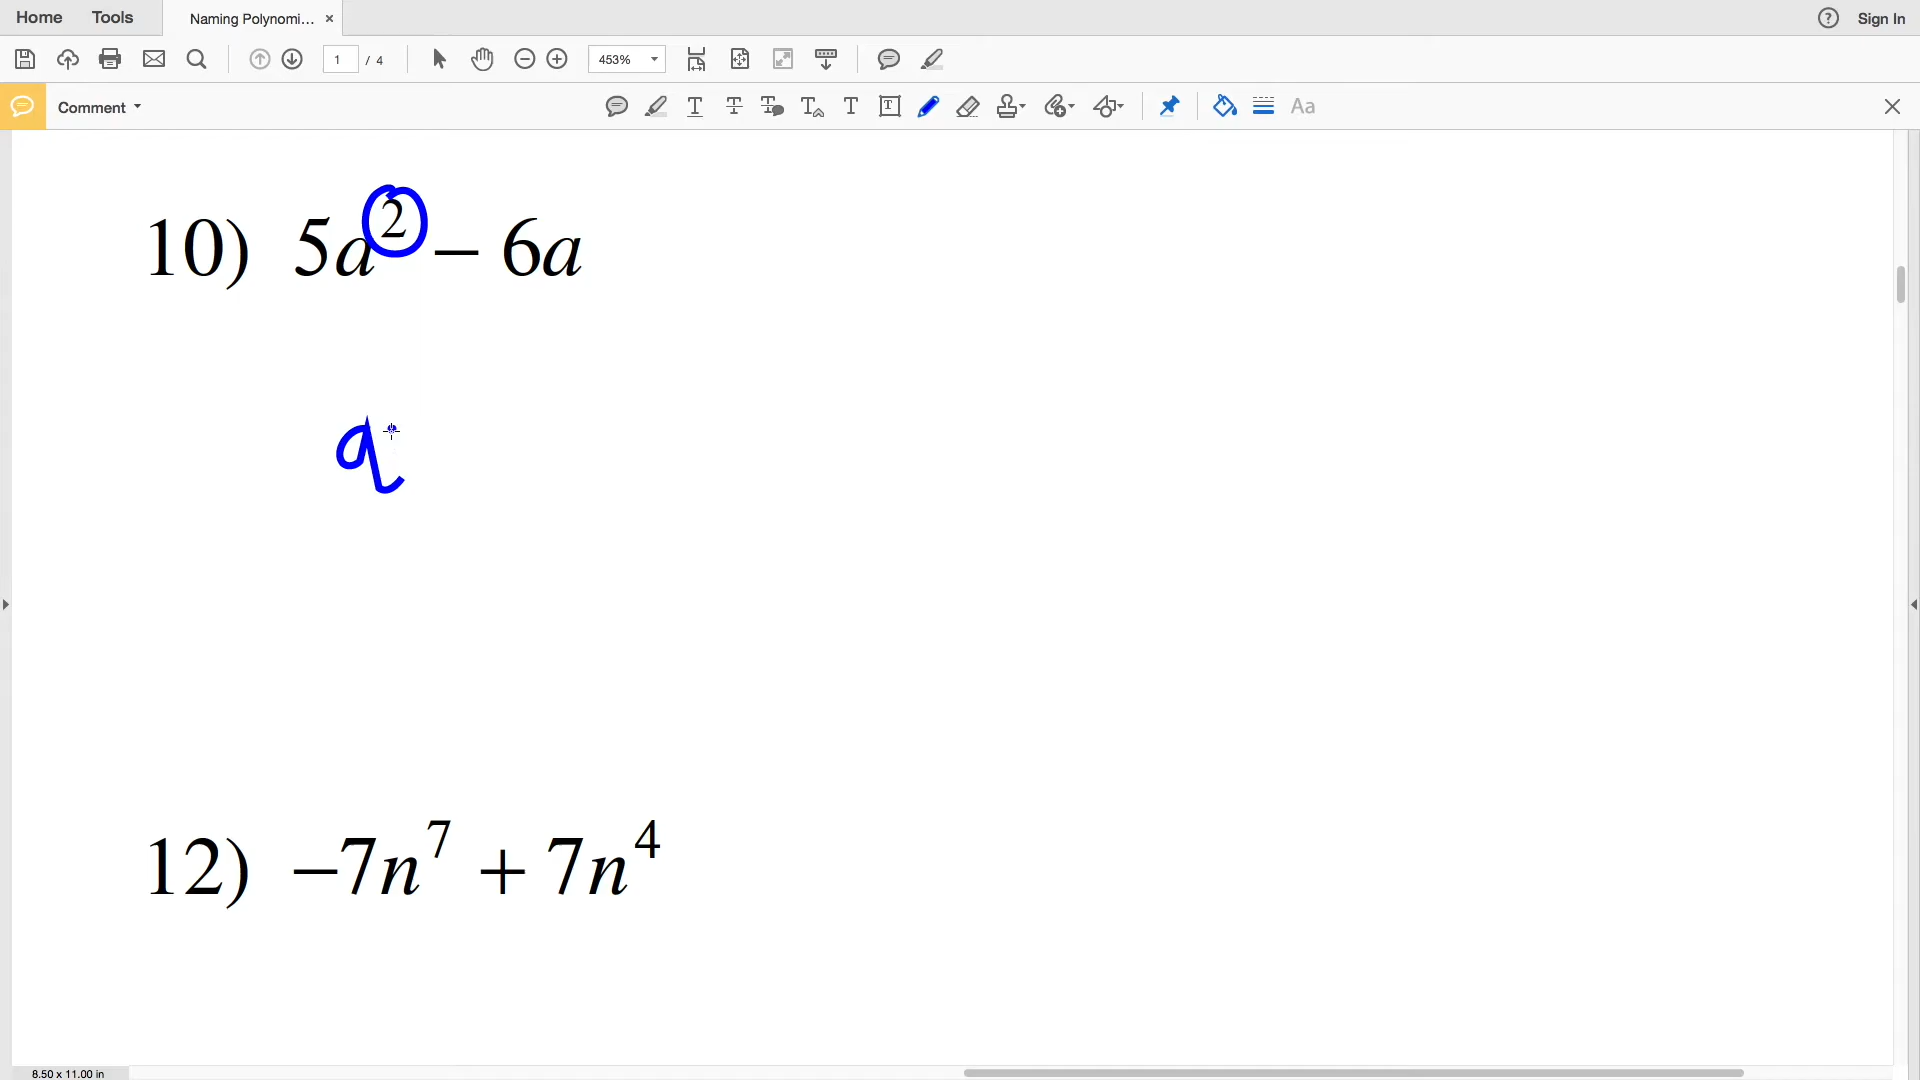 Home Tools Naming Polynomi... × ? Sign In
1 / 4 453%
Comment T T T T T T Aa
10) 5a² – 6a
q
12) –7n⁷ + 7n⁴
8.50 x 11.00 in